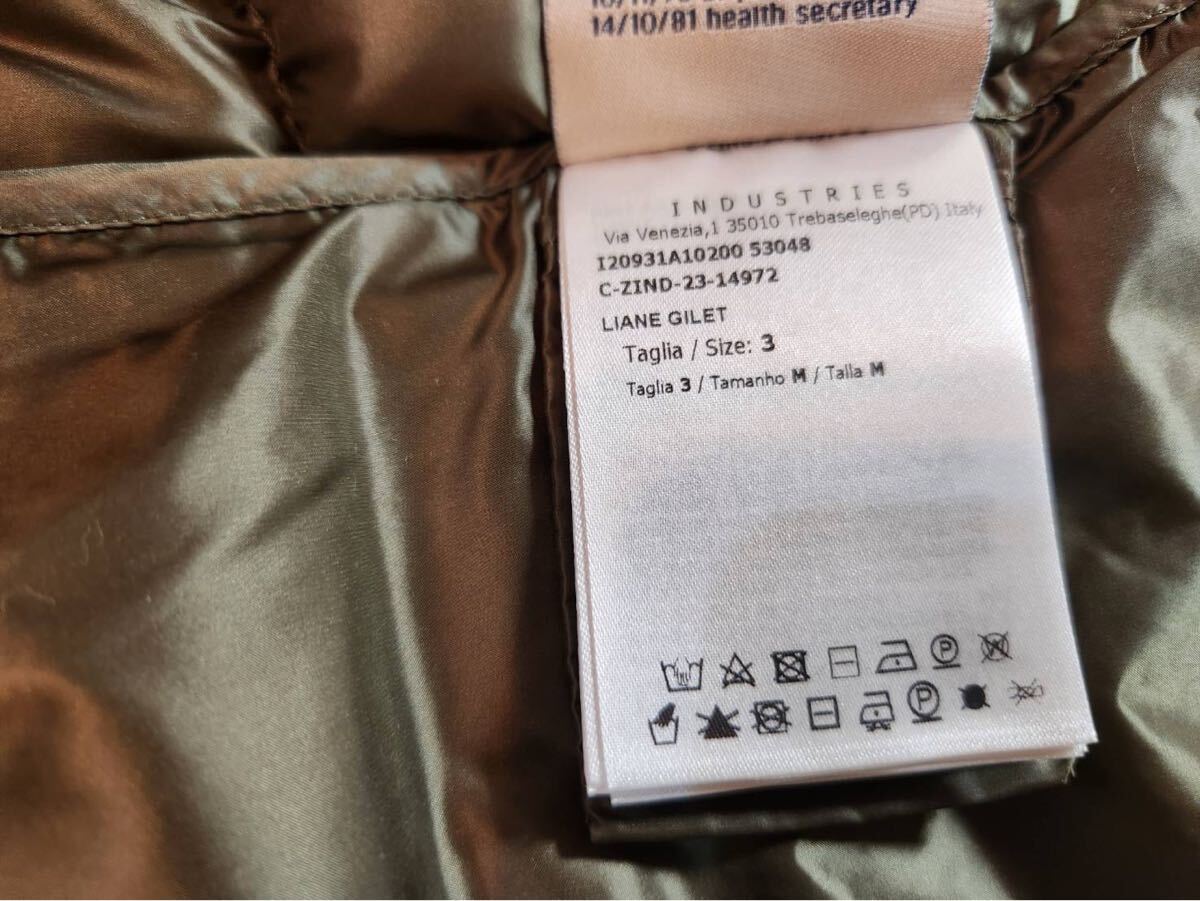 14/10/81 health secretary
INDUSTRIES
Via Venezia,1 35010 Trebaseleghe(PD) Italy
I20931A10200 53048
C-ZIND-23-14972
LIANE GILET
Taglia / Size: 3
Taglia 3 / Tamanho M / Talla M
P
P